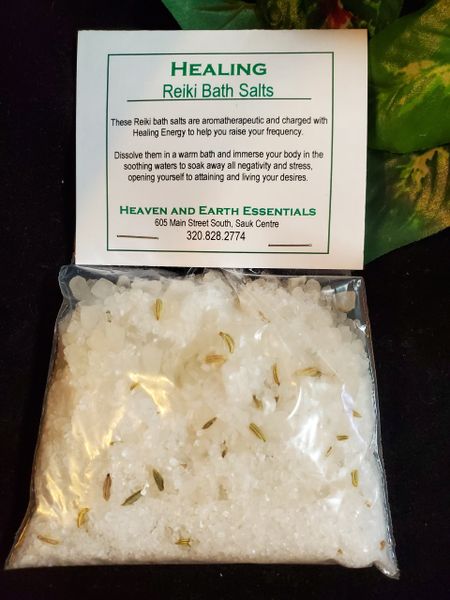 HEALING
Reiki Bath Salts
These Reiki bath salts are aromatherapeutic and charged with
Healing Energy to help you raise your frequency.
Dissolve them in a warm bath and immerse your body in the
soothing waters to soak away all negativity and stress,
opening yourself to attaining and living your desires.
HEAVEN AND EARTH ESSENTIALS
605 Main Street South, Sauk Centre
320.828.2774